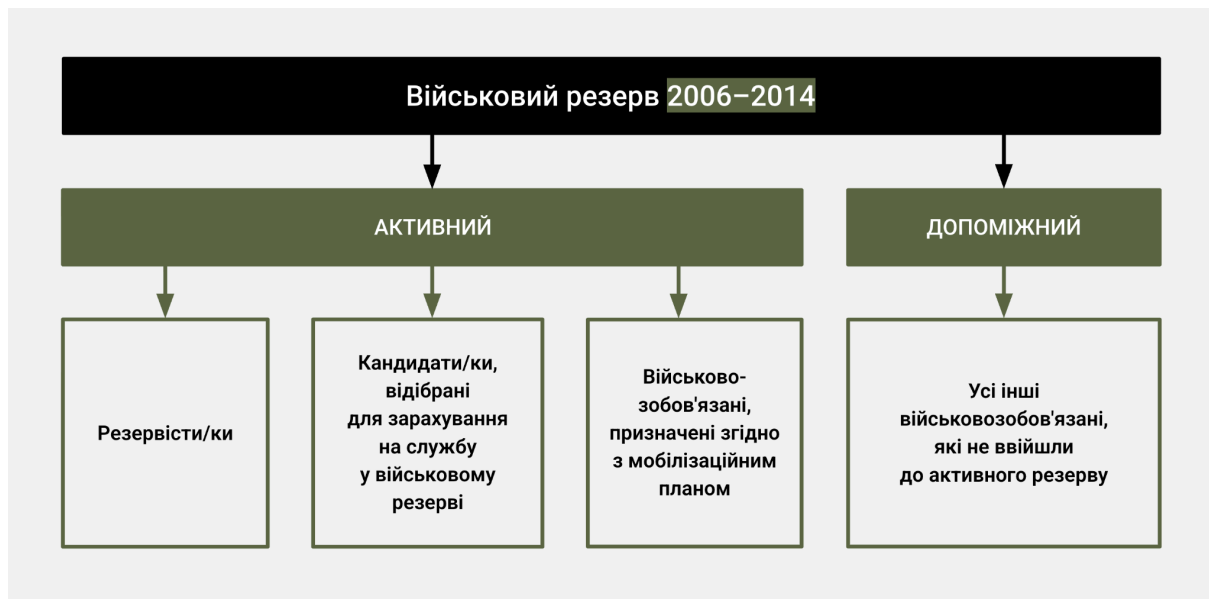 Військовий резерв 2006–2014
АКТИВНИЙ
ДОПОМІЖНИЙ
Резервісти/ки
Кандидати/ки,
відібрані
для зарахування
на службу
у військовому
резерві
Військово-
зобов'язані,
призначені згідно
з мобілізаційним
планом
Усі інші
військовозобов'язані,
які не ввійшли
до активного резерву